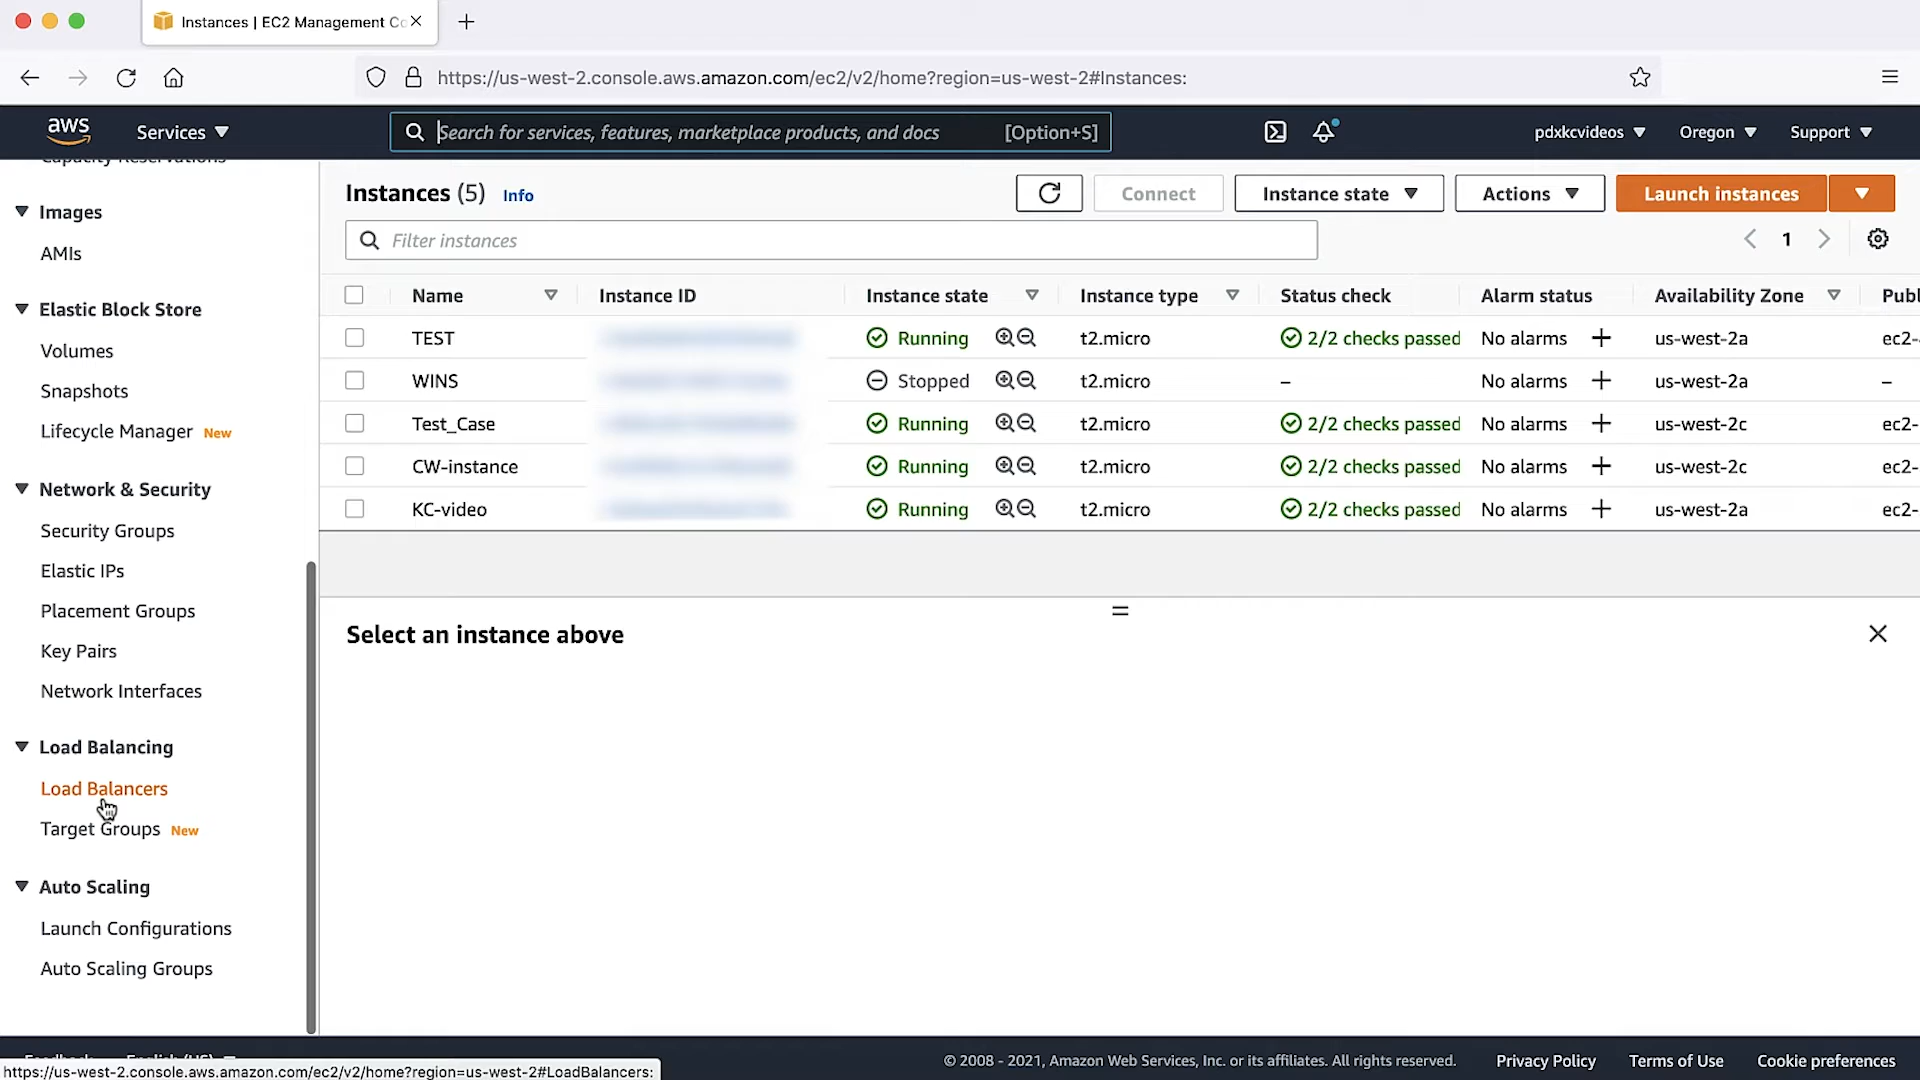 Instances | EC2 Management Co
https://us-west-2.console.aws.amazon.com/ec2/v2/home?region=us-west-2#Instances:
aws
Services
Search for services, features, marketplace products, and docs [Option+S]
pdxkcvideos
Oregon
Support
Capacity Reservations
Images
AMIs
Elastic Block Store
Volumes
Snapshots
Lifecycle Manager New
Network & Security
Security Groups
Elastic IPs
Placement Groups
Key Pairs
Network Interfaces
Load Balancing
Load Balancers
Target Groups New
Auto Scaling
Launch Configurations
Auto Scaling Groups
Instances (5) Info
Connect
Instance state
Actions
Launch instances
Filter instances
1
Name Instance ID Instance state Instance type Status check Alarm status Availability Zone Publ
TEST Running t2.micro 2/2 checks passed No alarms + us-west-2a ec2-
WINS Stopped t2.micro – No alarms + us-west-2a –
Test_Case Running t2.micro 2/2 checks passed No alarms + us-west-2c ec2-
CW-instance Running t2.micro 2/2 checks passed No alarms + us-west-2c ec2-
KC-video Running t2.micro 2/2 checks passed No alarms + us-west-2a ec2-
Select an instance above
Feedback English (US)
© 2008 - 2021, Amazon Web Services, Inc. or its affiliates. All rights reserved. Privacy Policy Terms of Use Cookie preferences
https://us-west-2.console.aws.amazon.com/ec2/v2/home?region=us-west-2#LoadBalancers: